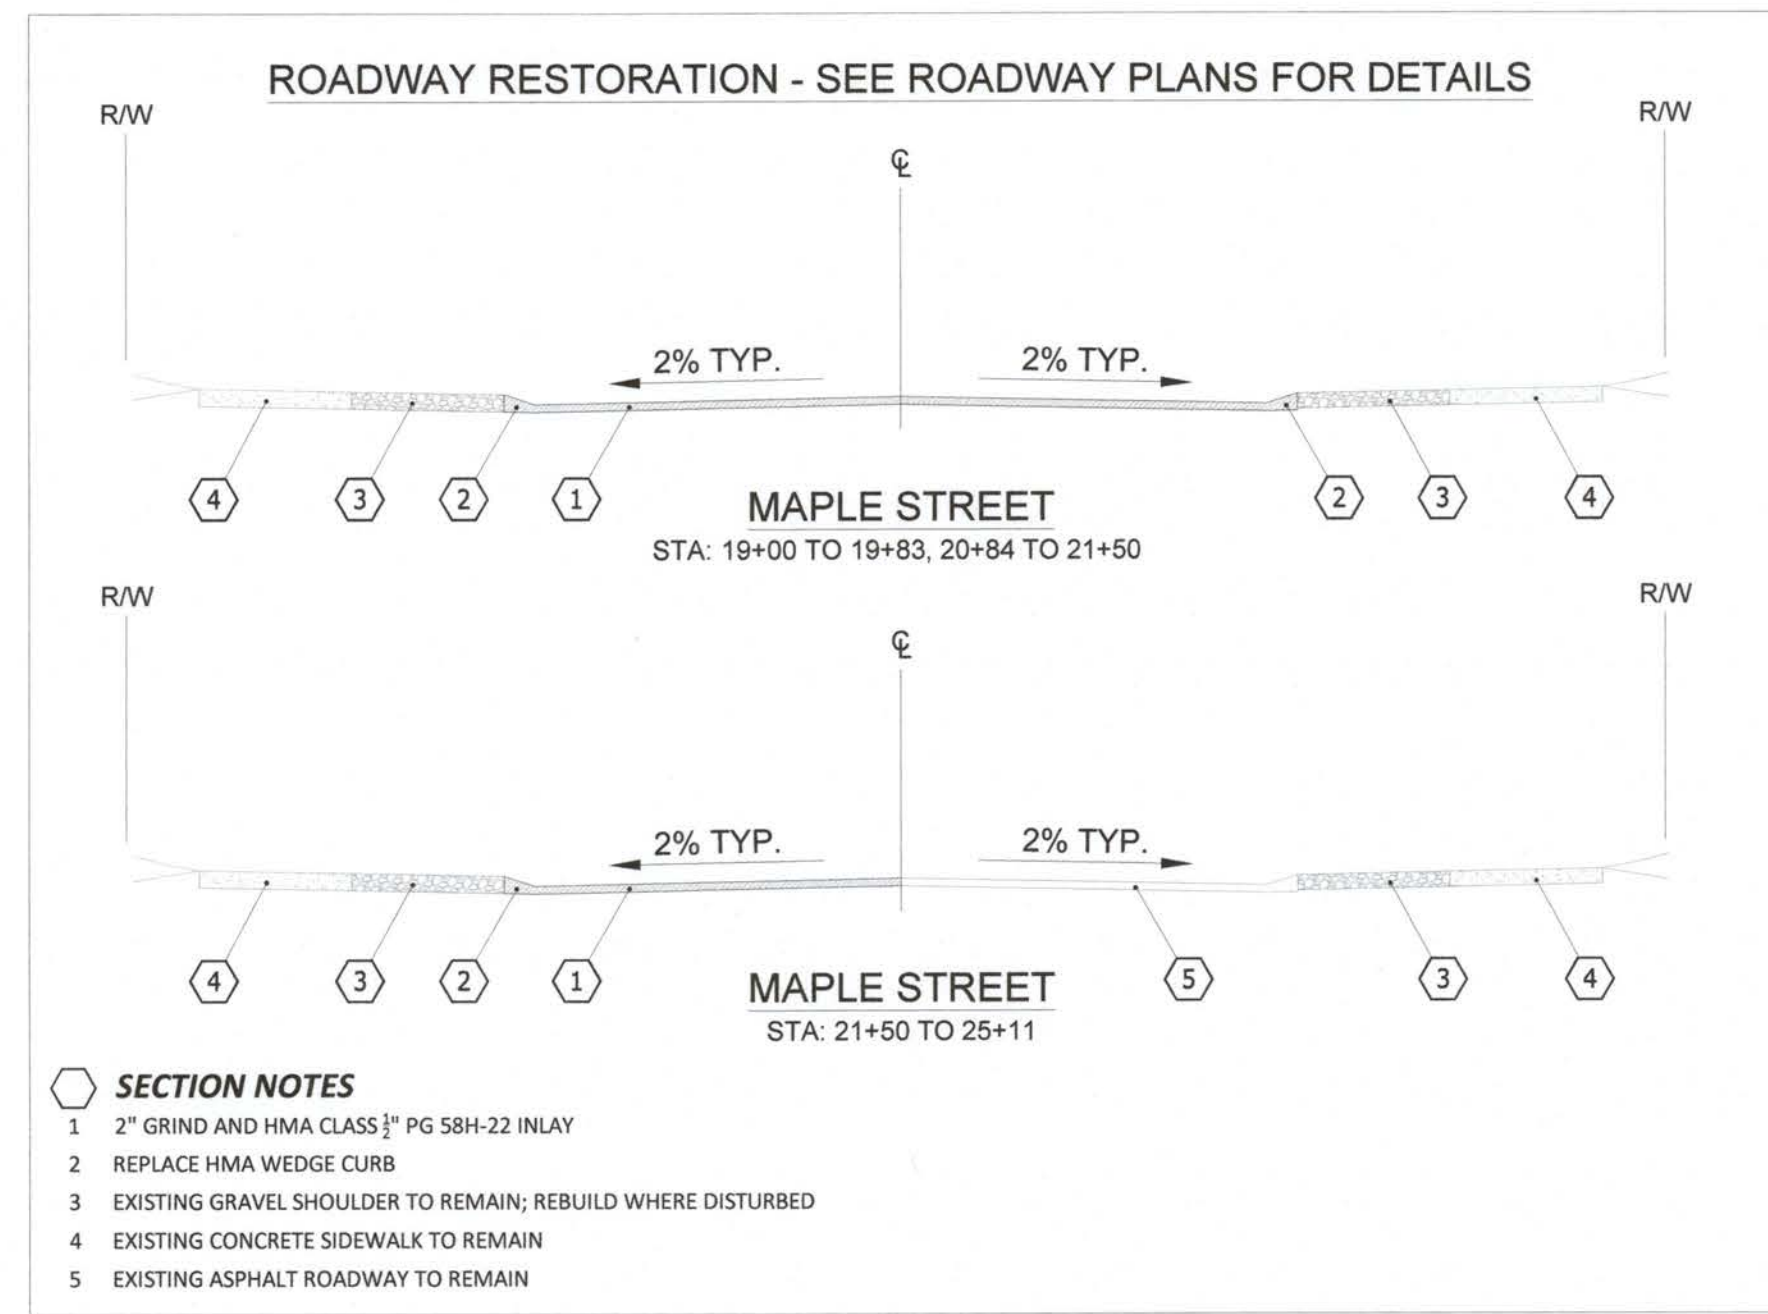 ROADWAY RESTORATION - SEE ROADWAY PLANS FOR DETAILS
R/W
R/W
℄
2% TYP.
2% TYP.
4
3
2
1
2
3
4
MAPLE STREET
STA: 19+00 TO 19+83, 20+84 TO 21+50
R/W
R/W
℄
2% TYP.
2% TYP.
4
3
2
1
5
3
4
MAPLE STREET
STA: 21+50 TO 25+11
SECTION NOTES
1 2" GRIND AND HMA CLASS ½" PG 58H-22 INLAY
2 REPLACE HMA WEDGE CURB
3 EXISTING GRAVEL SHOULDER TO REMAIN; REBUILD WHERE DISTURBED
4 EXISTING CONCRETE SIDEWALK TO REMAIN
5 EXISTING ASPHALT ROADWAY TO REMAIN